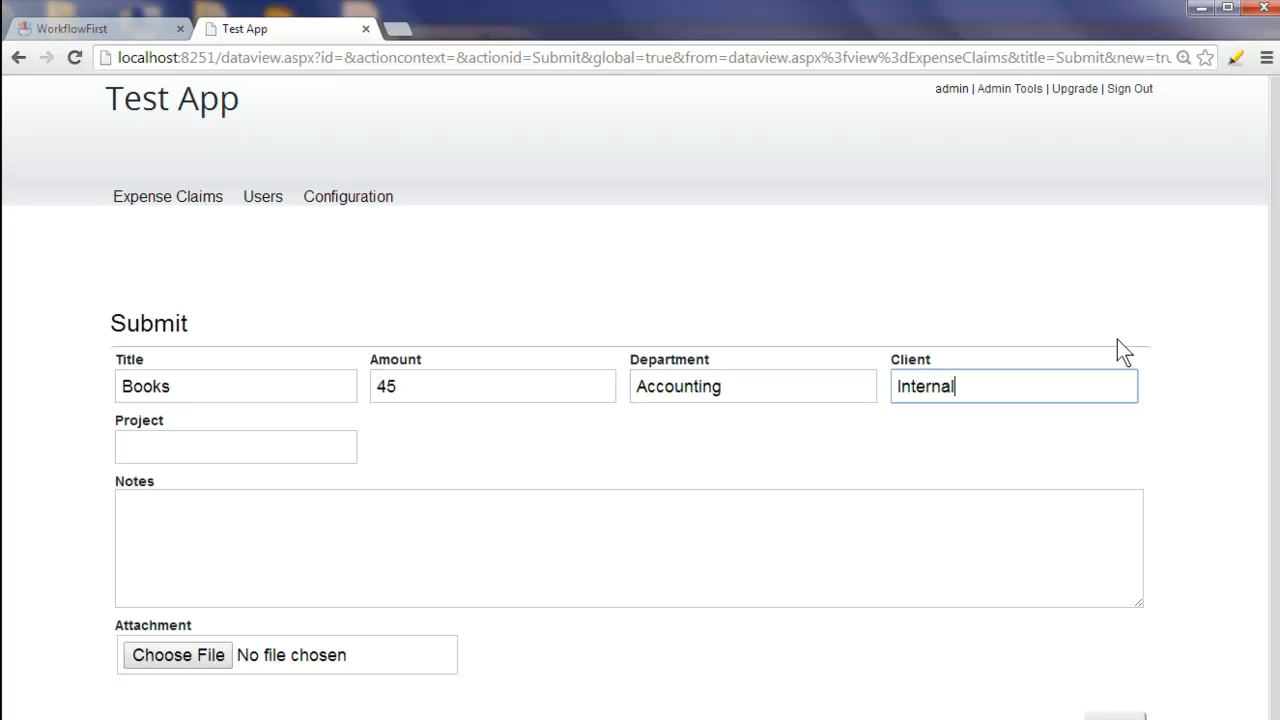 WorkflowFirst
Test App
localhost:8251/dataview.aspx?id=&actioncontext=&actionid=Submit&global=true&from=dataview.aspx%3fview%3dExpenseClaims&title=Submit&new=tru
Test App
admin | Admin Tools | Upgrade | Sign Out
Expense Claims Users Configuration
Submit
Title Amount Department Client
Books 45 Accounting Internal
Project
Notes
Attachment
Choose File No file chosen